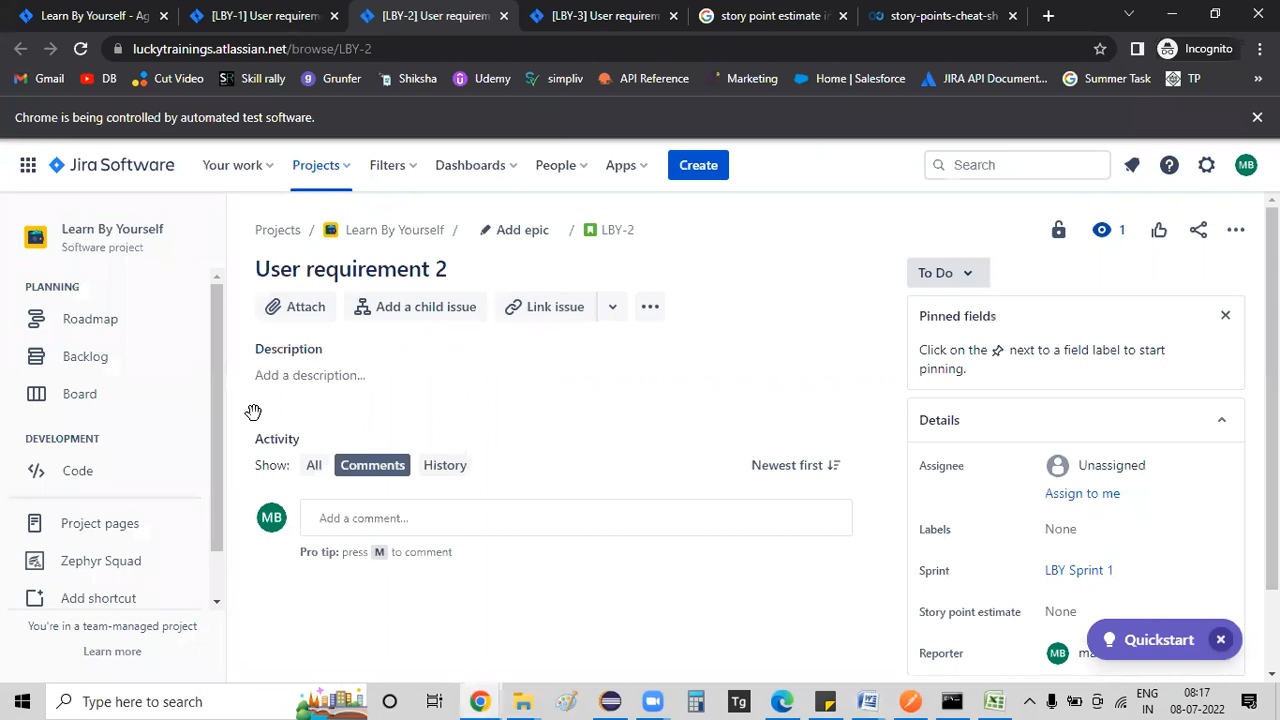 Learn By Yourself - Ag
[LBY-1] User requirem
[LBY-2] User requirem
[LBY-3] User requirem
story point estimate i
story-points-cheat-sh
luckytrainings.atlassian.net/browse/LBY-2
Incognito
Gmail
DB
Cut Video
Skill rally
Grunfer
Shiksha
Udemy
simpliv
API Reference
Marketing
Home | Salesforce
JIRA API Document...
Summer Task
TP
Chrome is being controlled by automated test software.
Jira Software
Your work
Projects
Filters
Dashboards
People
Apps
Create
Search
MB
Learn By Yourself
Software project
PLANNING
Roadmap
Backlog
Board
DEVELOPMENT
Code
Project pages
Zephyr Squad
Add shortcut
You're in a team-managed project
Learn more
Projects / Learn By Yourself / Add epic / LBY-2
1
User requirement 2
Attach
Add a child issue
Link issue
Description
Add a description...
Activity
Show: All Comments History
Newest first
MB
Add a comment...
Pro tip: press M to comment
To Do
Pinned fields
Click on the next to a field label to start
pinning.
Details
Assignee
Unassigned
Assign to me
Labels
None
Sprint
LBY Sprint 1
Story point estimate
None
Reporter
MB
Quickstart
Type here to search
Tg
ENG
IN
08:17
08-07-2022